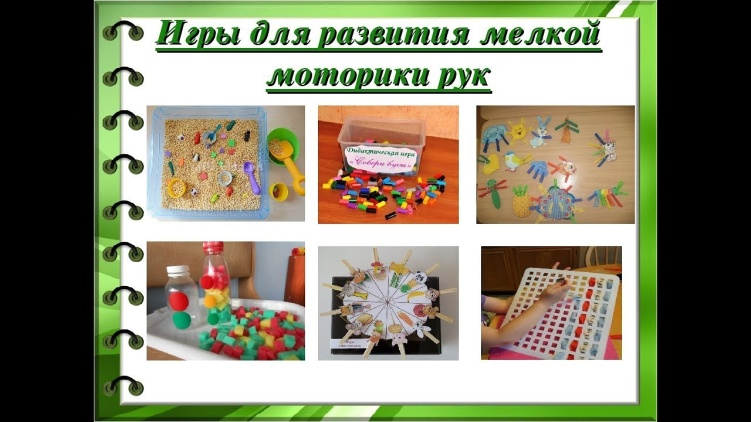 Игры для развития мелкой
моторики рук
Дидактическая игра
«Собери бусы»